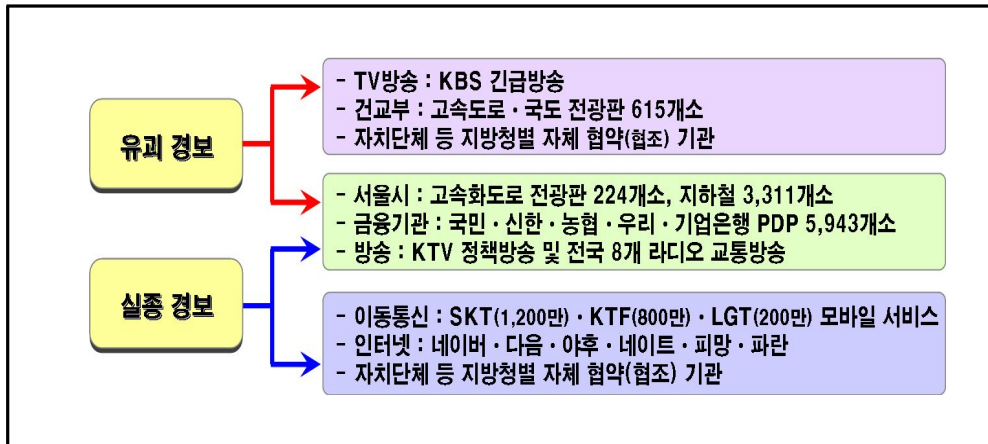 유괴 경보
- TV방송 : KBS 긴급방송
- 건교부 : 고속도로 · 국도 전광판 615개소
- 자치단체 등 지방청별 자체 협약(협조) 기관
- 서울시 : 고속화도로 전광판 224개소, 지하철 3,311개소
- 금융기관 : 국민 · 신한 · 농협 · 우리 · 기업은행 PDP 5,943개소
- 방송 : KTV 정책방송 및 전국 8개 라디오 교통방송
실종 경보
- 이동통신 : SKT(1,200만) · KTF(800만) · LGT(200만) 모바일 서비스
- 인터넷 : 네이버 · 다음 · 야후 · 네이트 · 피망 · 파란
- 자치단체 등 지방청별 자체 협약(협조) 기관